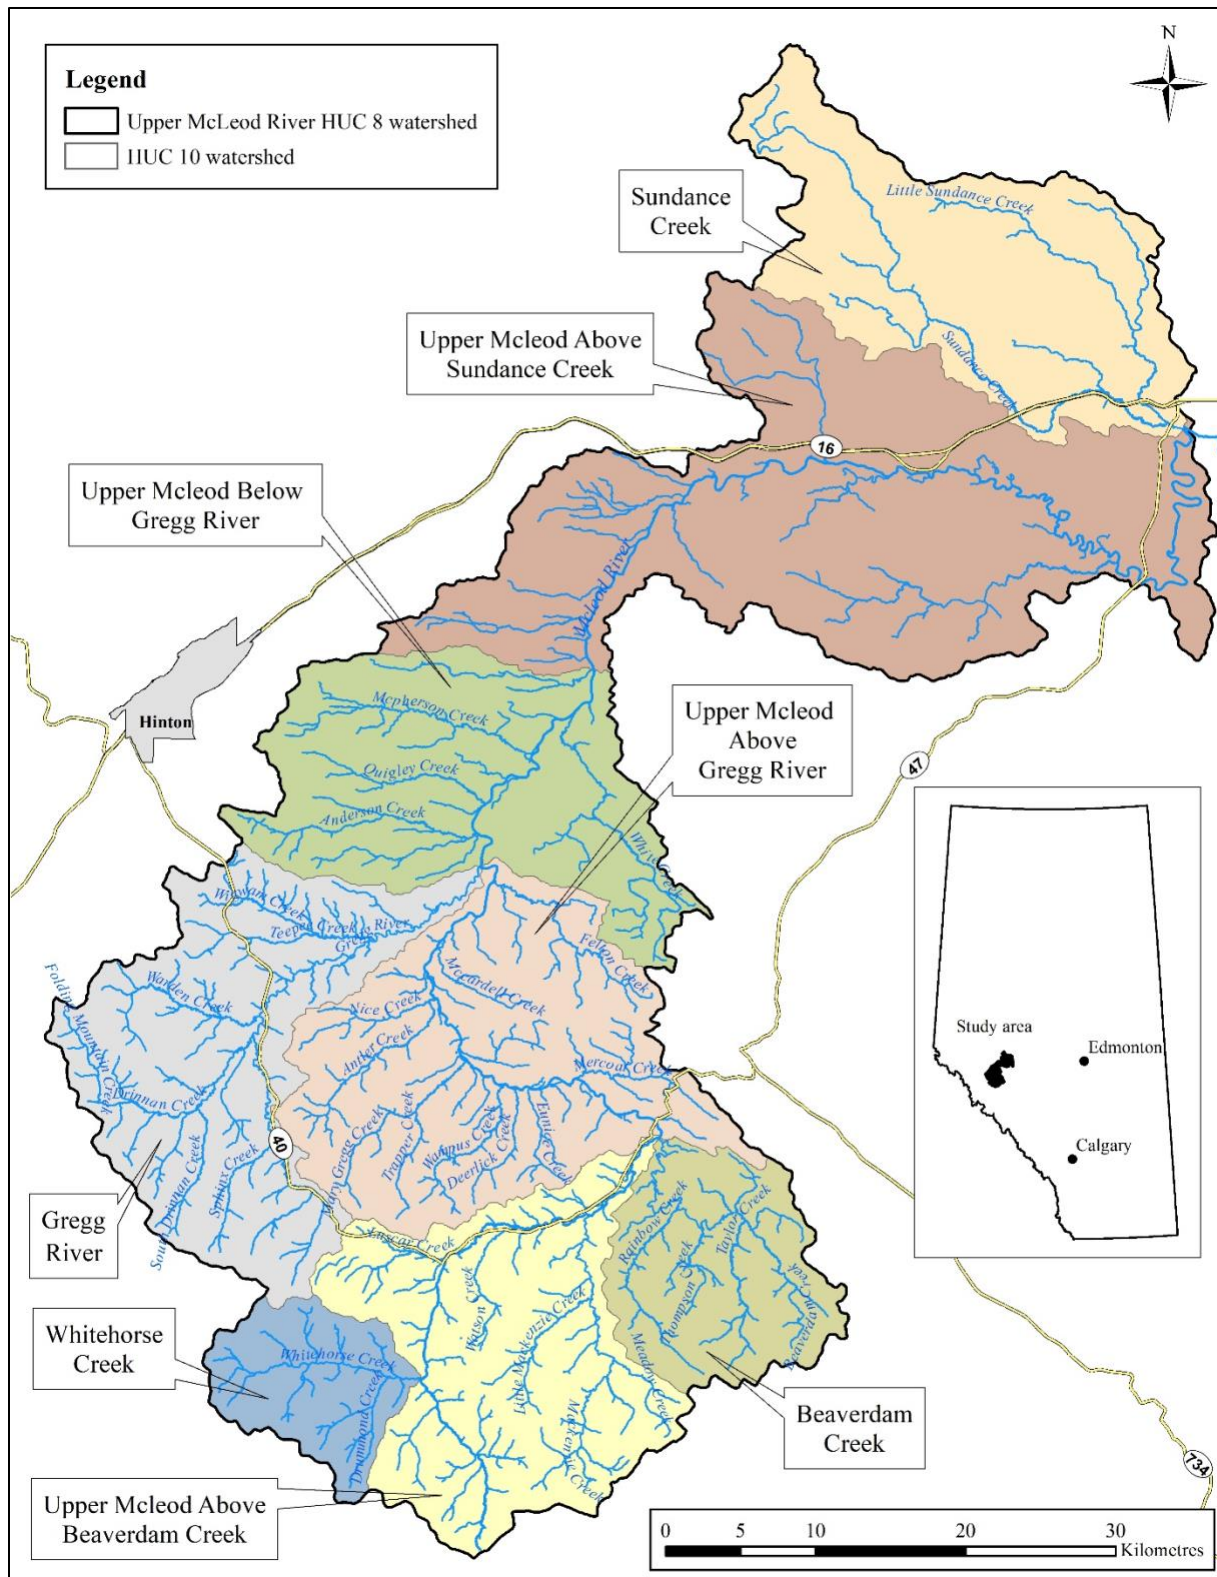 N
Legend
Upper McLeod River HUC 8 watershed
HUC 10 watershed
Sundance
Creek
Little Sundance Creek
Upper Mcleod Above
Sundance Creek
Sundance Creek
16
Upper Mcleod Below
Gregg River
Mcleod River
Hinton
Mcpherson Creek
Upper Mcleod
Above
Gregg River
Quigley Creek
Anderson Creek
47
White Creek
Wigwam Creek
Teepee Creek
Gregg River
Felton Creek
Folding Mountain Creek
Warden Creek
Mccardell Creek
Nice Creek
Antler Creek
Mercoal Creek
Drinnan Creek
Study area
Edmonton
Calgary
40
Mary Gregg Creek
Trapper Creek
Wampus Creek
Deerlick Creek
Eunice Creek
South Drinnan Creek
Sphinx Creek
Gregg
River
Luscar Creek
Rainbow Creek
Thompson Creek
Taylor Creek
Beaverdam Creek
Watson Creek
Little Mackenzie Creek
Meadow Creek
Mackenzie Creek
Whitehorse
Creek
Whitehorse Creek
Drummond Creek
Beaverdam
Creek
734
Upper Mcleod Above
Beaverdam Creek
0 5 10 20 30
Kilometres